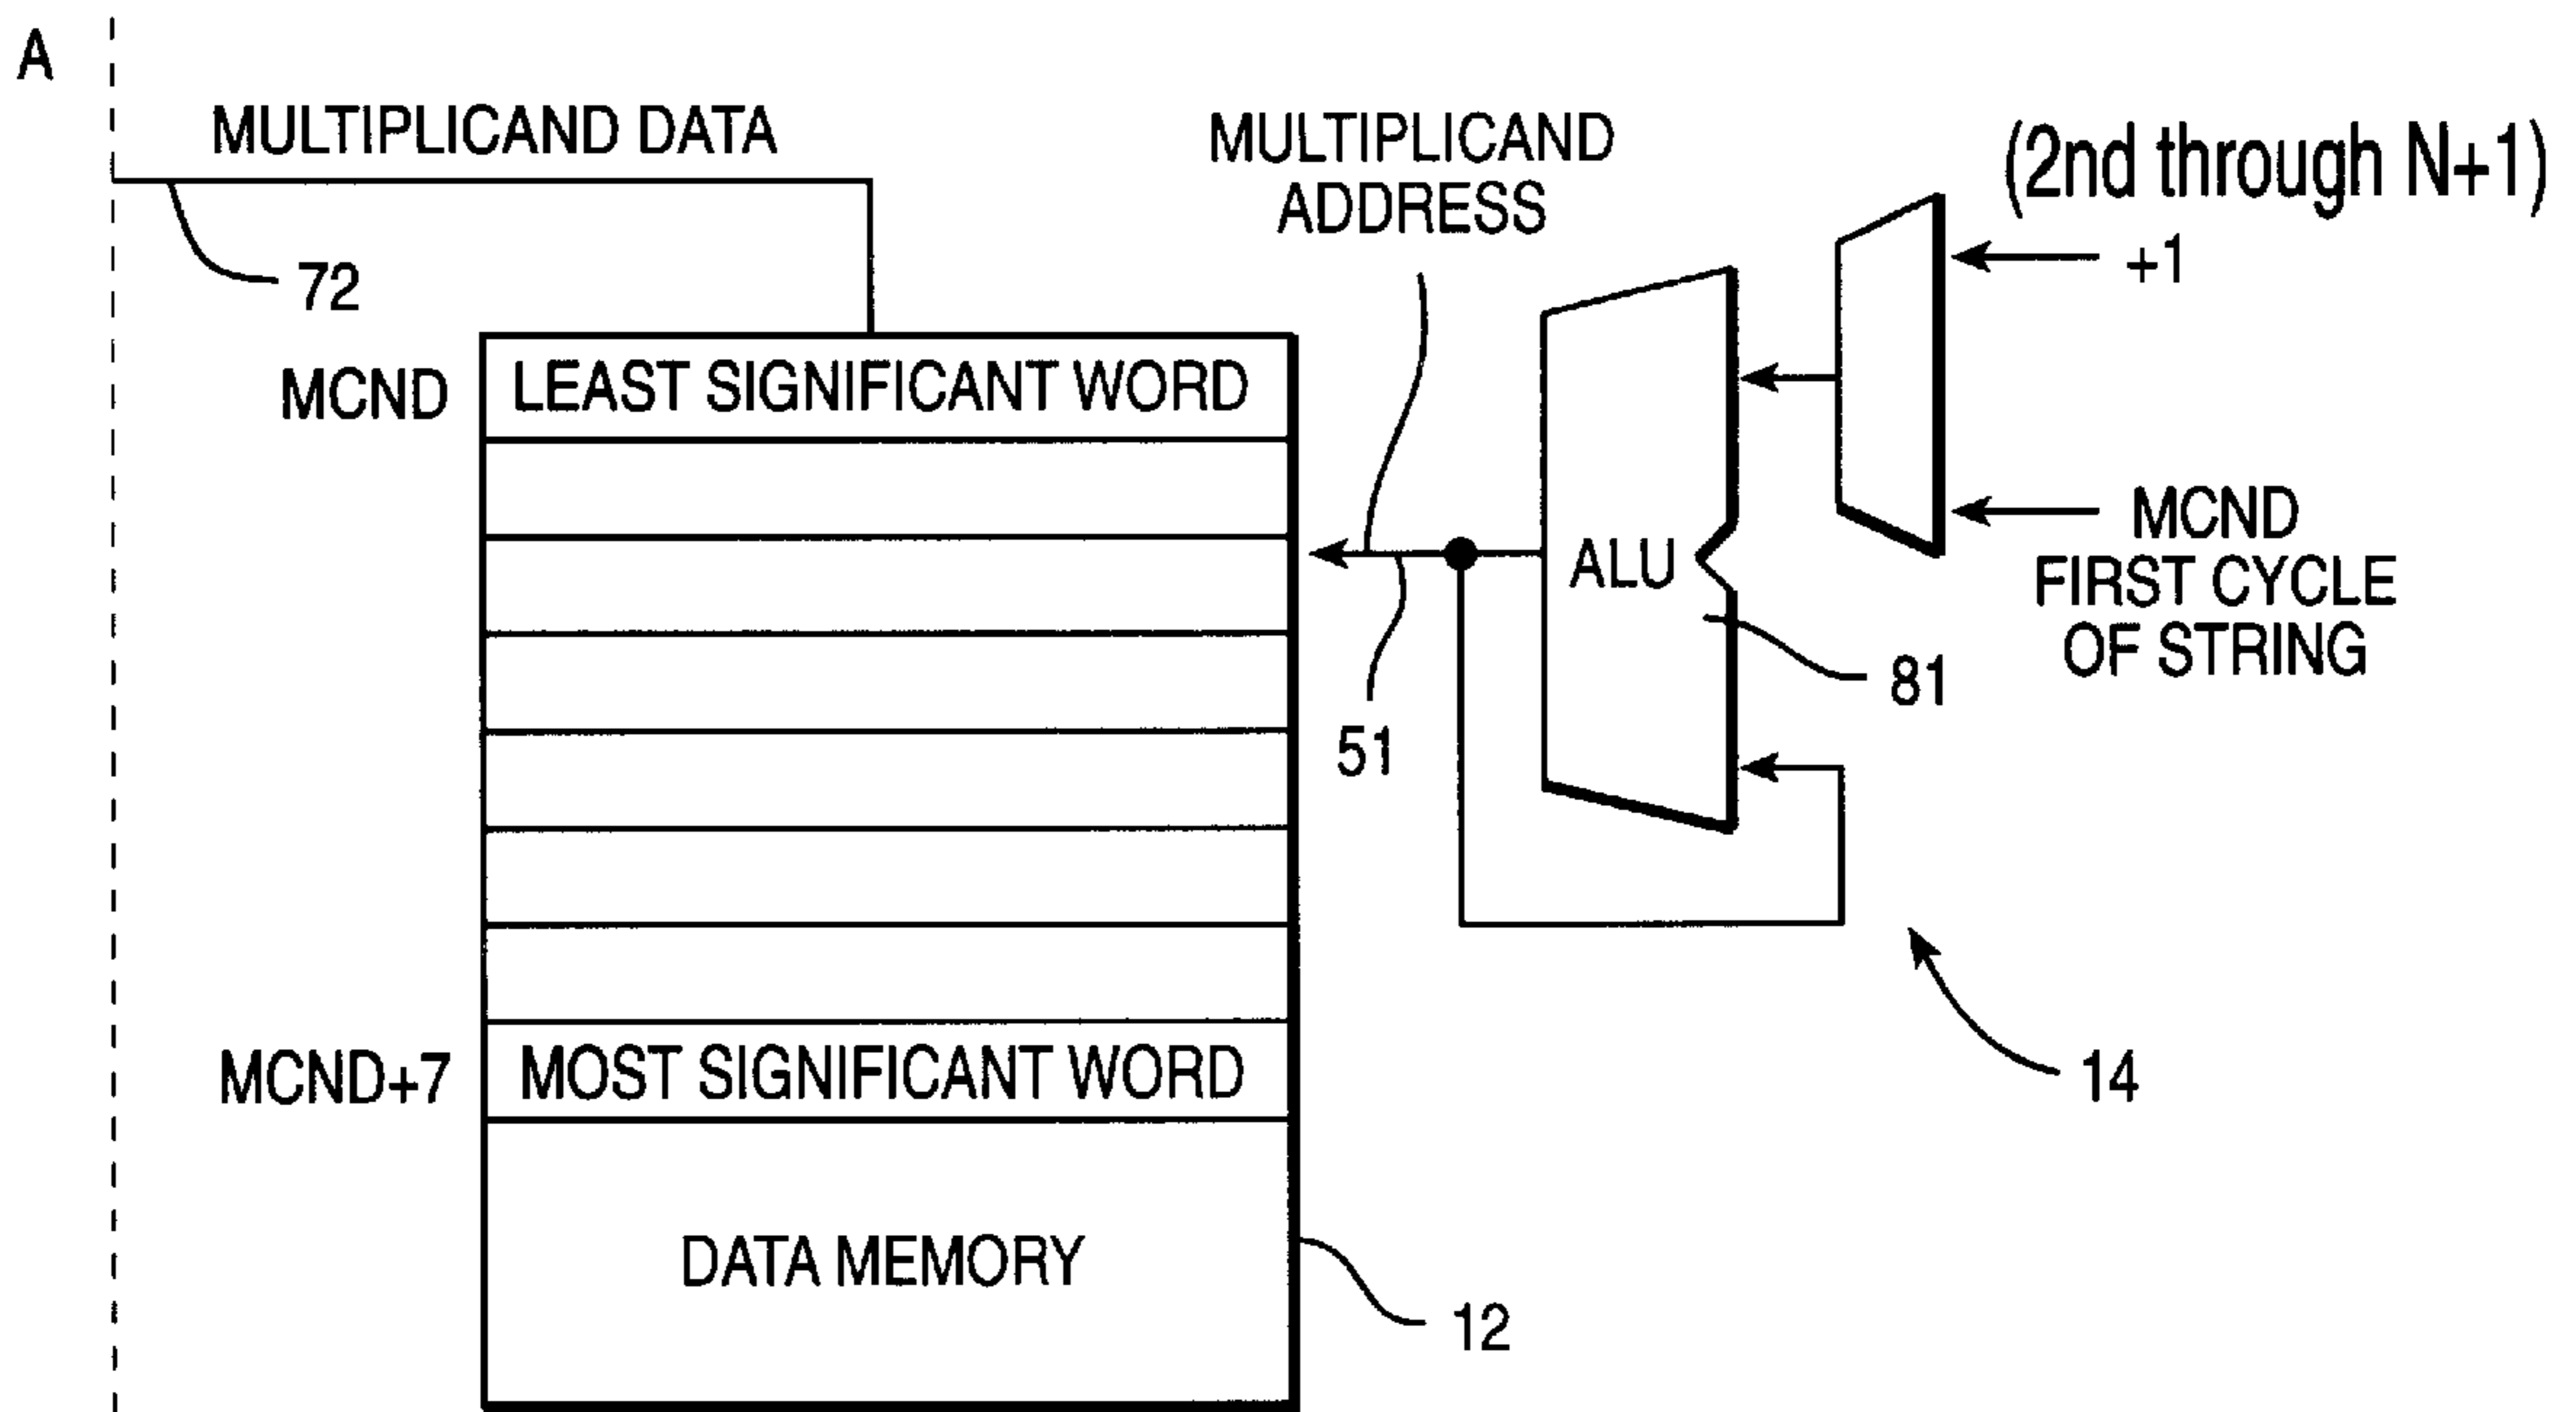 A
MULTIPLICAND DATA
72
MULTIPLICAND
ADDRESS
(2nd through N+1)
+1
MCND
LEAST SIGNIFICANT WORD
MCND
FIRST CYCLE
OF STRING
ALU
81
51
MCND+7
MOST SIGNIFICANT WORD
14
DATA MEMORY
12